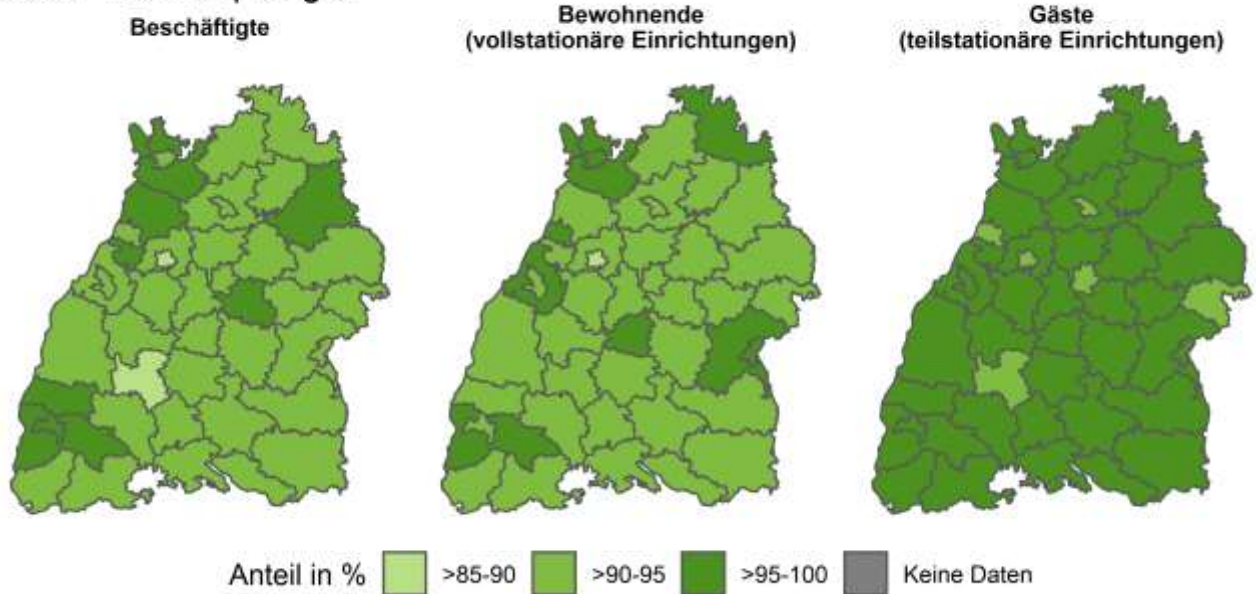 Beschäftigte
Bewohnende
(vollstationäre Einrichtungen)
Gäste
(teilstationäre Einrichtungen)
Anteil in % >85-90 >90-95 >95-100 Keine Daten